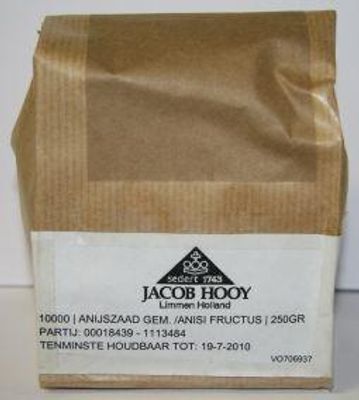 sedert 1743
JACOB HOOY
Limmen Holland
10000 | ANIJSZAAD GEM. /ANISI FRUCTUS | 250GR
PARTIJ: 00018439 - 1113484
TENMINSTE HOUDBAAR TOT: 19-7-2010
VO706937